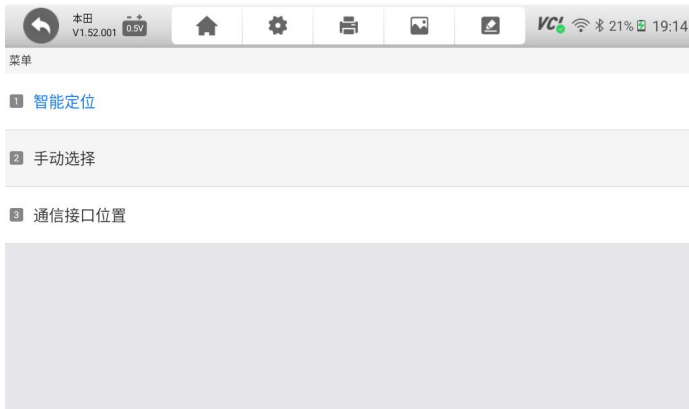 本田
V1.52.001
- +
0.5V
VCI
21%
19:14
菜单
1 智能定位
2 手动选择
3 通信接口位置